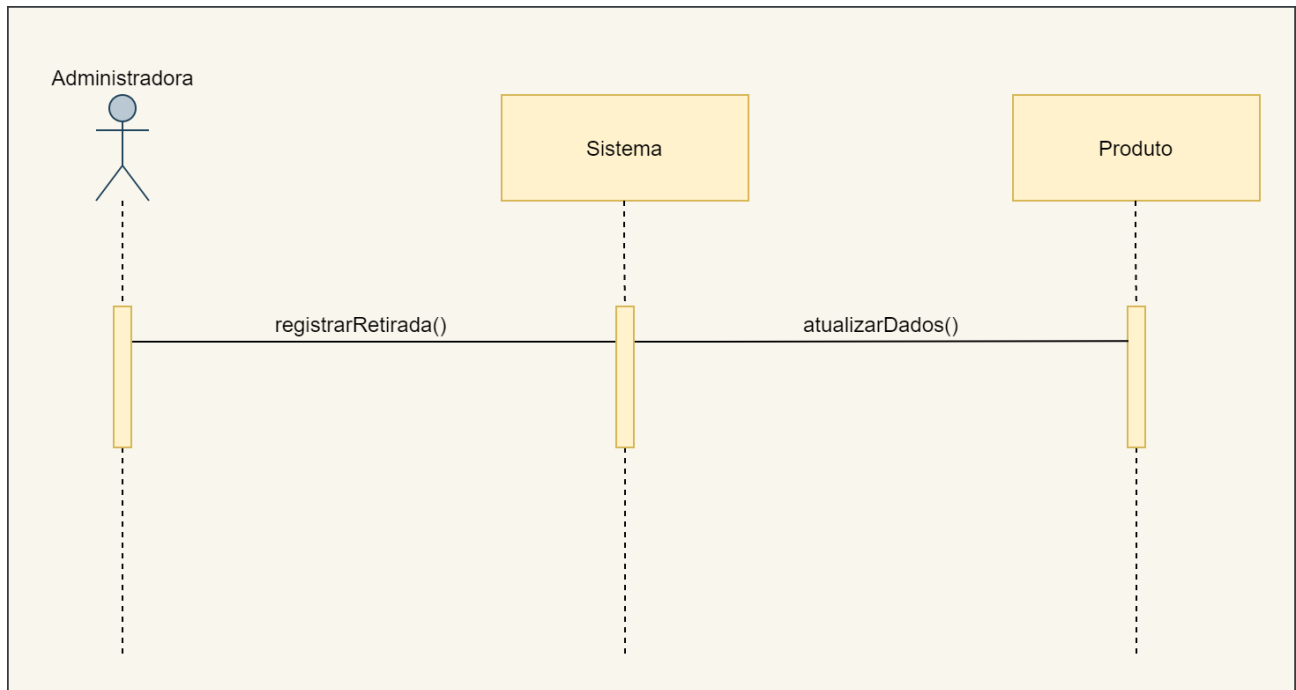 Administradora
Sistema
Produto
registrarRetirada()
atualizarDados()